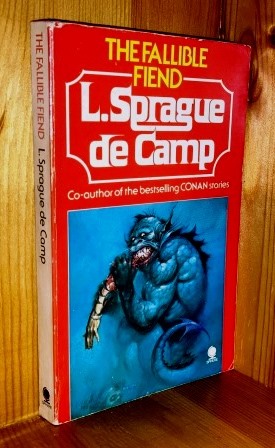 THE FALLIBLE
FIEND
L. Sprague
de Camp
Co-author of the bestselling CONAN stories
THE FALLIBLE FIEND L. Sprague de Camp